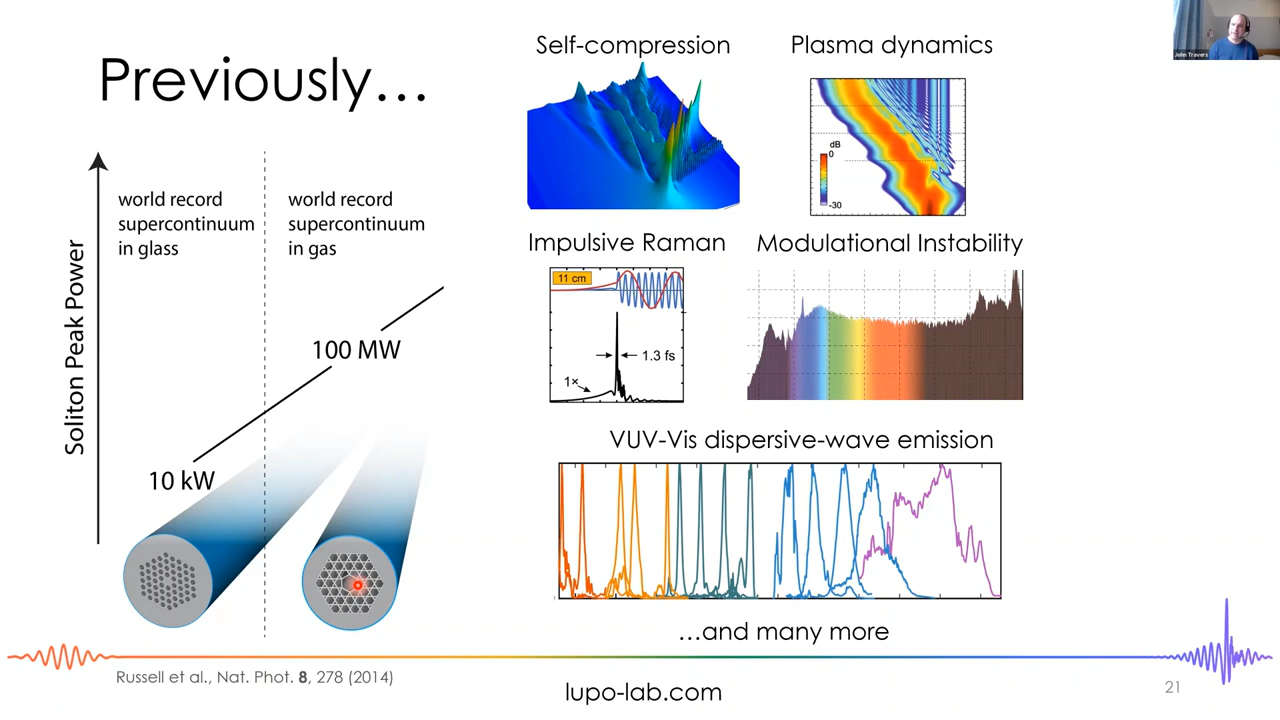 Previously…
Soliton Peak Power
world record
supercontinuum
in glass
world record
supercontinuum
in gas
100 MW
10 kW
Self-compression
Plasma dynamics
dB
0
-30
Impulsive Raman
11 cm
1.3 fs
1×
Modulational Instability
VUV-Vis dispersive-wave emission
…and many more
Russell et al., Nat. Phot. 8, 278 (2014)
lupo-lab.com
21
John Travers